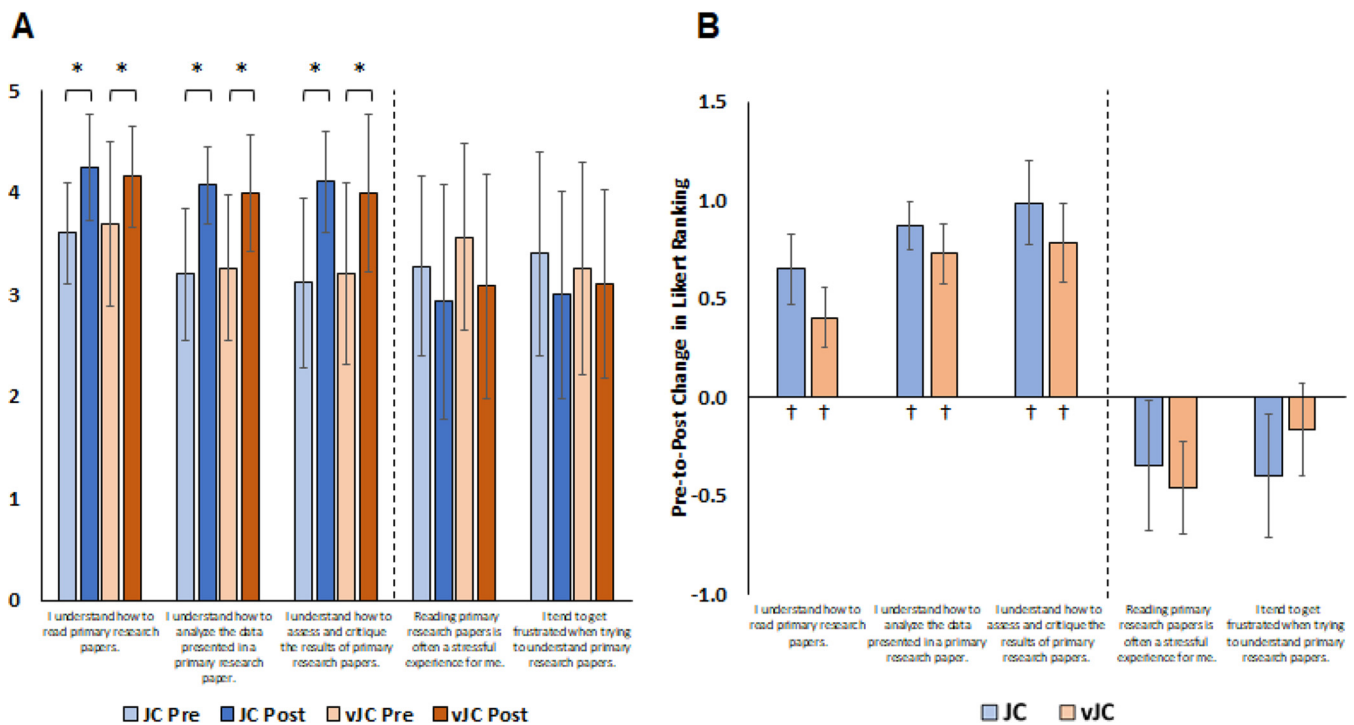 A
* * * * * *
5
4
3
2
1
0
I understand how to
read primary research
papers.
I understand how to
analyze the data
presented in a
primary research
paper.
I understand how to
assess and critique
the results of primary
research papers.
Reading primary
research papers is
often a stressful
experience for me.
I tend to get
frustrated when trying
to understand primary
research papers.
JC Pre JC Post vJC Pre vJC Post
B
Pre-to-Post Change in Likert Ranking
1.5
1.0
0.5
0.0
-0.5
-1.0
† † † † † †
I understand how to
read primary research
papers.
I understand how to
analyze the data
presented in a primary
research paper.
I understand how to
assess and critique the
results of primary
research papers.
Reading primary
research papers is
often a stressful
experience for me.
I tend to get
frustrated when trying
to understand primary
research papers.
JC vJC